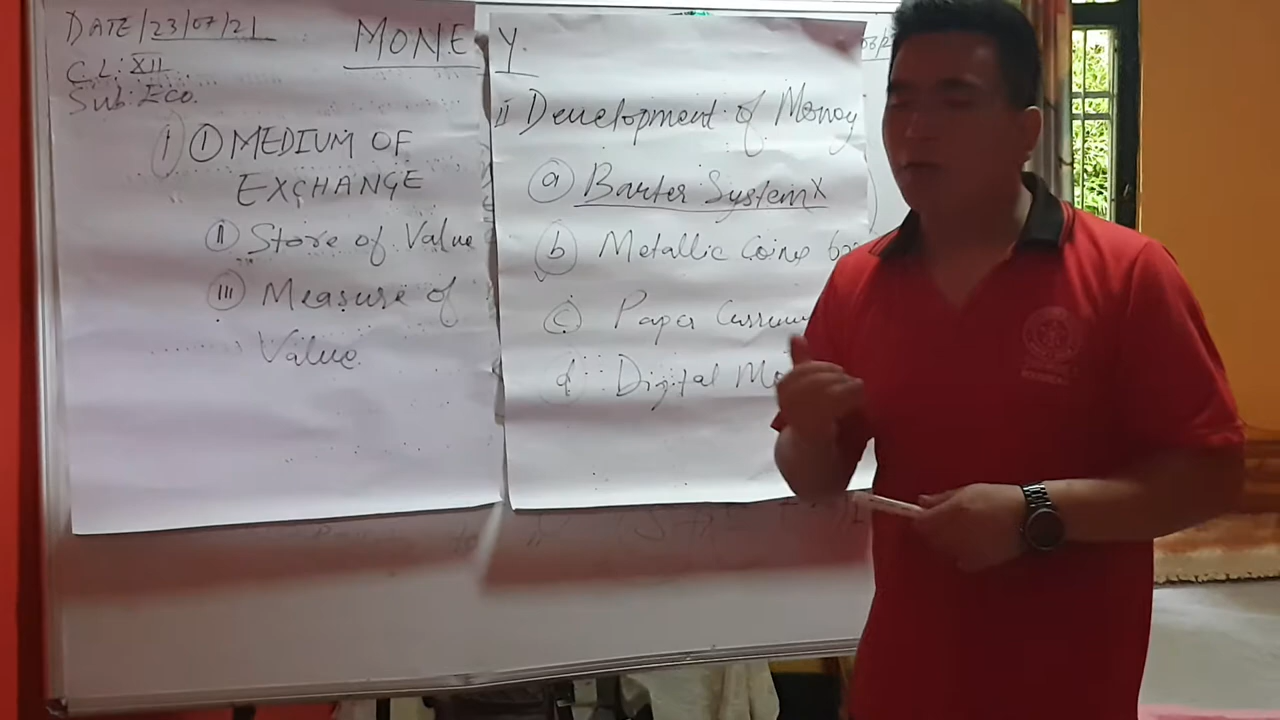 DATE/23/07/21
CL: XII
Sub: Eco.
MONEY.
I (I) MEDIUM OF
EXCHANGE
(II) Store of Value
(III) Measure of
Value.
II Development of Money
(a) Barter System X
(b) Metallic Coins
(c) Paper
(d) Digital